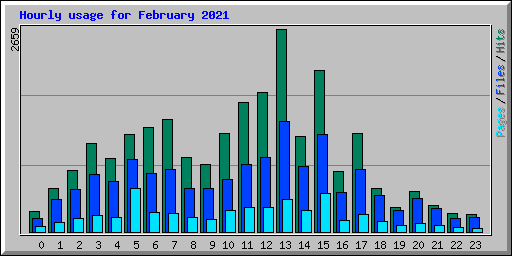 Hourly usage for February 2021
2659
Pages/Files/Hits
0 1 2 3 4 5 6 7 8 9 10 11 12 13 14 15 16 17 18 19 20 21 22 23